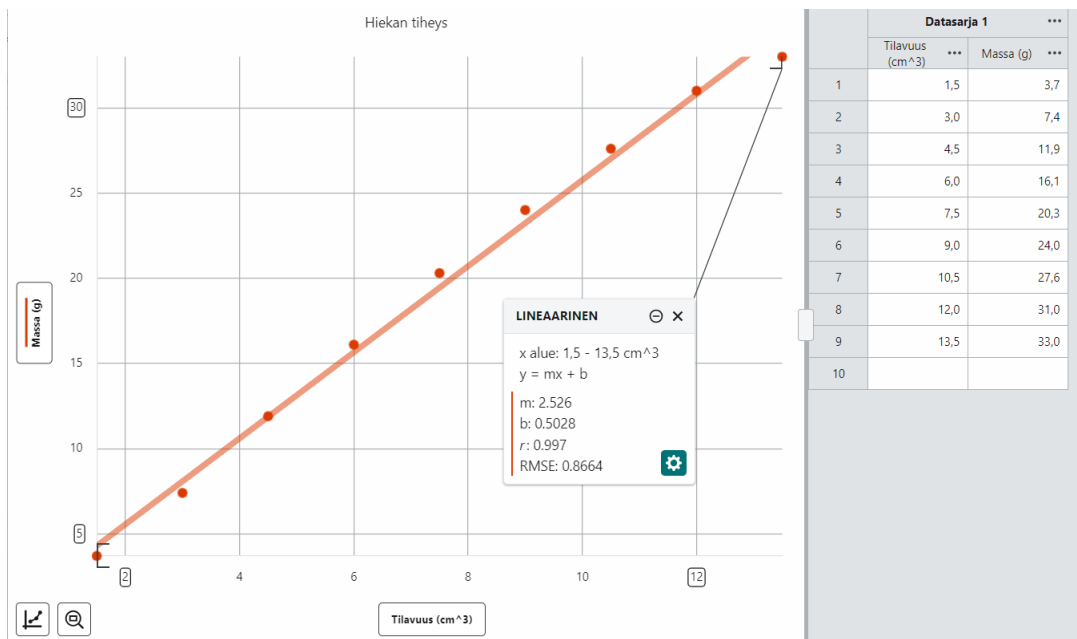 Hiekan tiheys
30
25
20
15
10
5
Massa (g)
2
4
6
8
10
12
Tilavuus (cm^3)
LINEAARINEN
x alue: 1,5 - 13,5 cm^3
y = mx + b
m: 2.526
b: 0.5028
r: 0.997
RMSE: 0.8664
Datasarja 1
Tilavuus
(cm^3)
Massa (g)
1 1,5 3,7
2 3,0 7,4
3 4,5 11,9
4 6,0 16,1
5 7,5 20,3
6 9,0 24,0
7 10,5 27,6
8 12,0 31,0
9 13,5 33,0
10